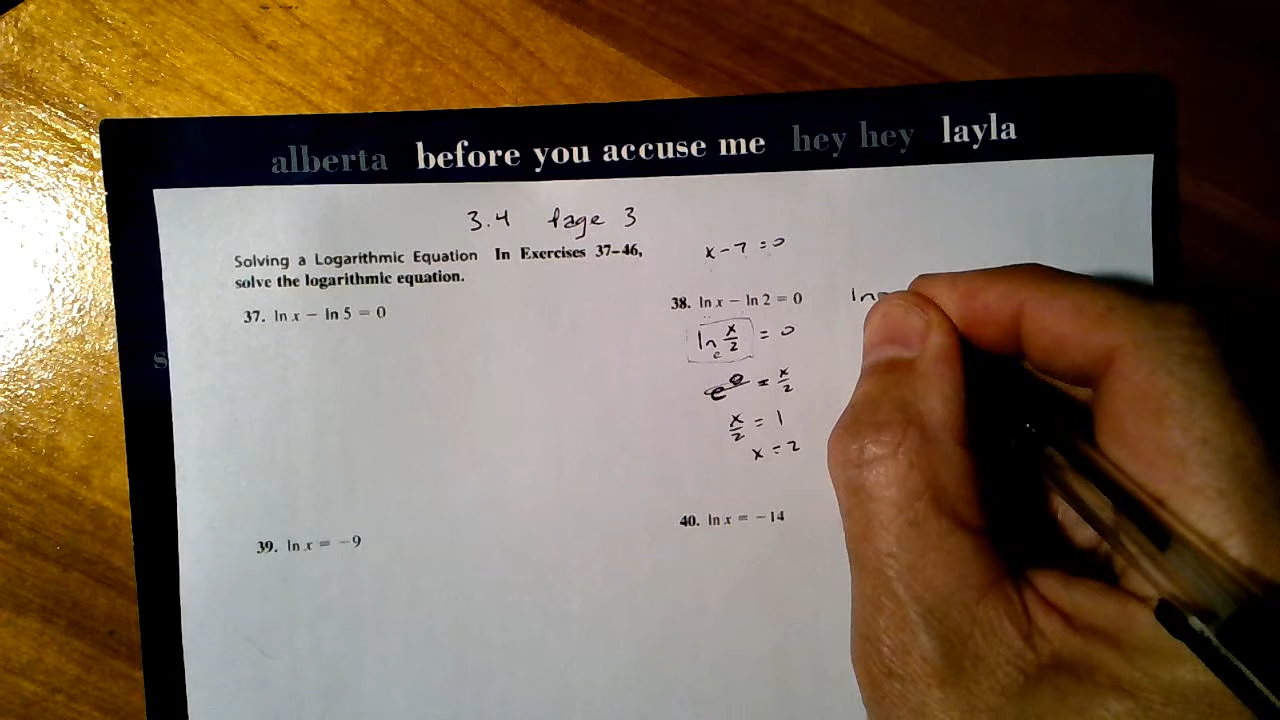 alberta before you accuse me hey hey layla
3.4 Page 3
Solving a Logarithmic Equation In Exercises 37–46,
solve the logarithmic equation.
x - 7 = 0
37. ln x − ln 5 = 0
38. ln x − ln 2 = 0
ln
ln e x/2 = 0
e^0 = x/2
x/2 = 1
x = 2
39. ln x = −9
40. ln x = −14
s